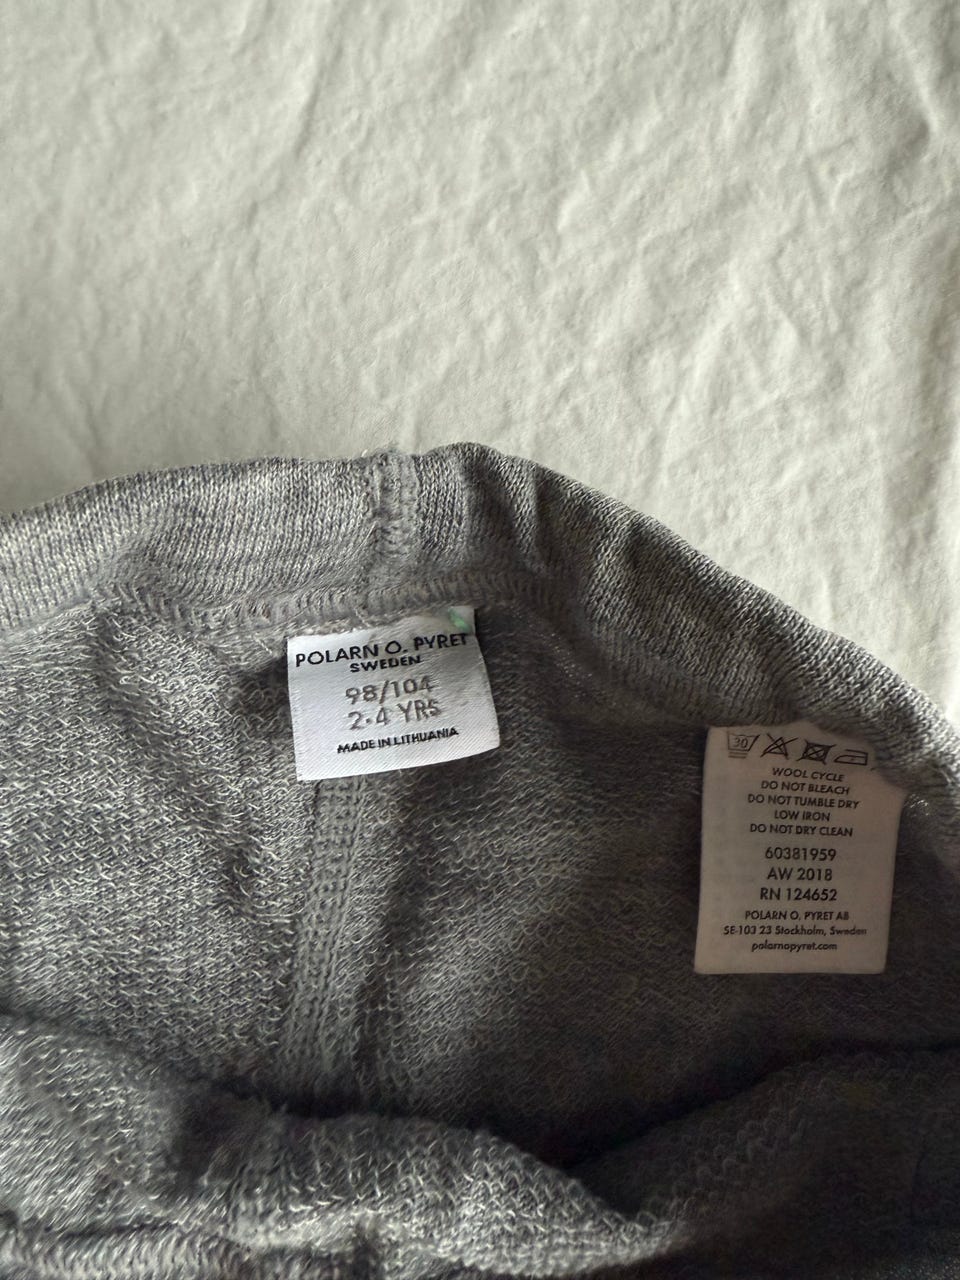 POLARN O. PYRET
SWEDEN
98/104
2-4 YRS
MADE IN LITHUANIA
30
WOOL CYCLE
DO NOT BLEACH
DO NOT TUMBLE DRY
LOW IRON
DO NOT DRY CLEAN
60381959
AW 2018
RN 124652
POLARN O. PYRET AB
SE-103 23 Stockholm, Sweden
polarnopyret.com